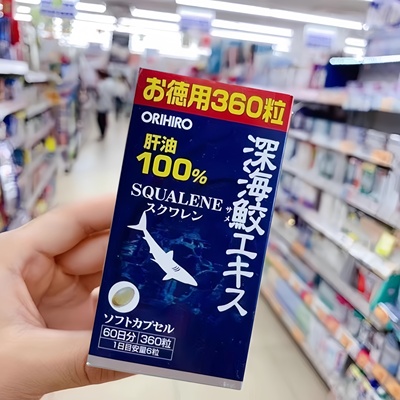 お徳用360粒
ORIHIRO
肝油
100%
SQUALENE
スクワレン
深海鮫エキス
サメ
ソフトカプセル
60日分 360粒
1日目安量6粒